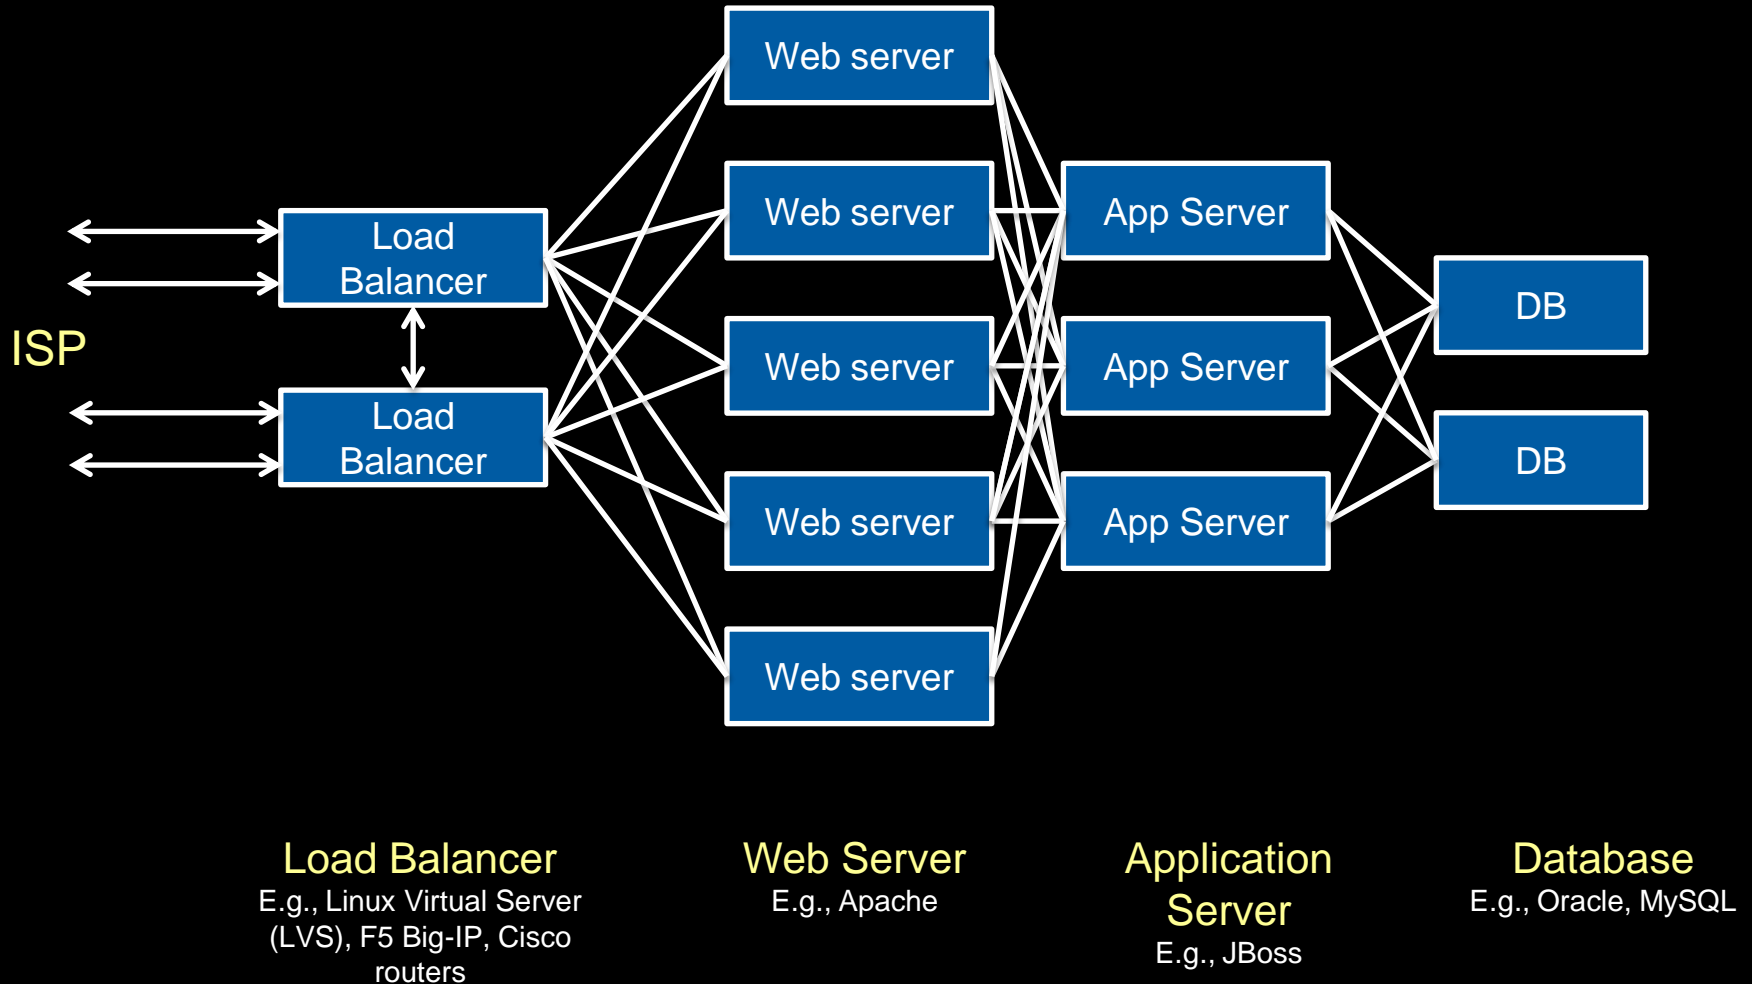 Web server
Web server
App Server
Load
Balancer
DB
ISP
Web server
App Server
Load
Balancer
DB
Web server
App Server
Web server
Load Balancer
E.g., Linux Virtual Server
(LVS), F5 Big-IP, Cisco
routers
Web Server
E.g., Apache
Application
Server
E.g., JBoss
Database
E.g., Oracle, MySQL